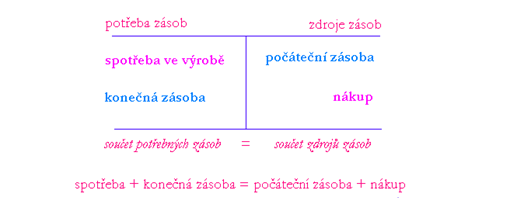 potřeba zásob zdroje zásob
spotřeba ve výrobě počáteční zásoba
konečná zásoba nákup
součet potřebných zásob = součet zdrojů zásob
spotřeba + konečná zásoba = počáteční zásoba + nákup